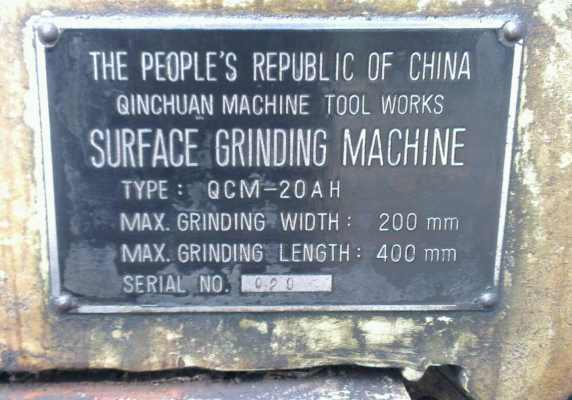 THE PEOPLE'S REPUBLIC OF CHINA
QINCHUAN MACHINE TOOL WORKS
SURFACE GRINDING MACHINE
TYPE: QCM-20AH
MAX. GRINDING WIDTH: 200 mm
MAX. GRINDING LENGTH: 400 mm
SERIAL NO. 929